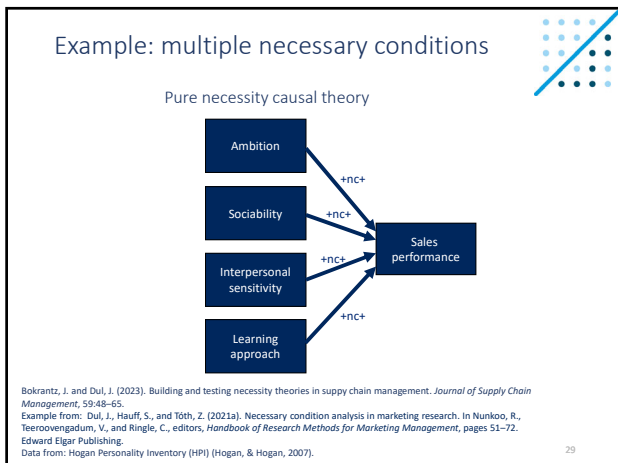 Example: multiple necessary conditions
Pure necessity causal theory
Ambition
+nc+
Sociability
+nc+
Sales
performance
Interpersonal
sensitivity
+nc+
Learning
approach
+nc+
Bokrantz, J. and Dul, J. (2023). Building and testing necessity theories in suppy chain management. Journal of Supply Chain
Management, 59:48–65.
Example from: Dul, J., Hauff, S., and Tóth, Z. (2021a). Necessary condition analysis in marketing research. In Nunkoo, R.,
Teeroovengadum, V., and Ringle, C., editors, Handbook of Research Methods for Marketing Management, pages 51–72.
Edward Elgar Publishing.
Data from: Hogan Personality Inventory (HPI) (Hogan, & Hogan, 2007).
29